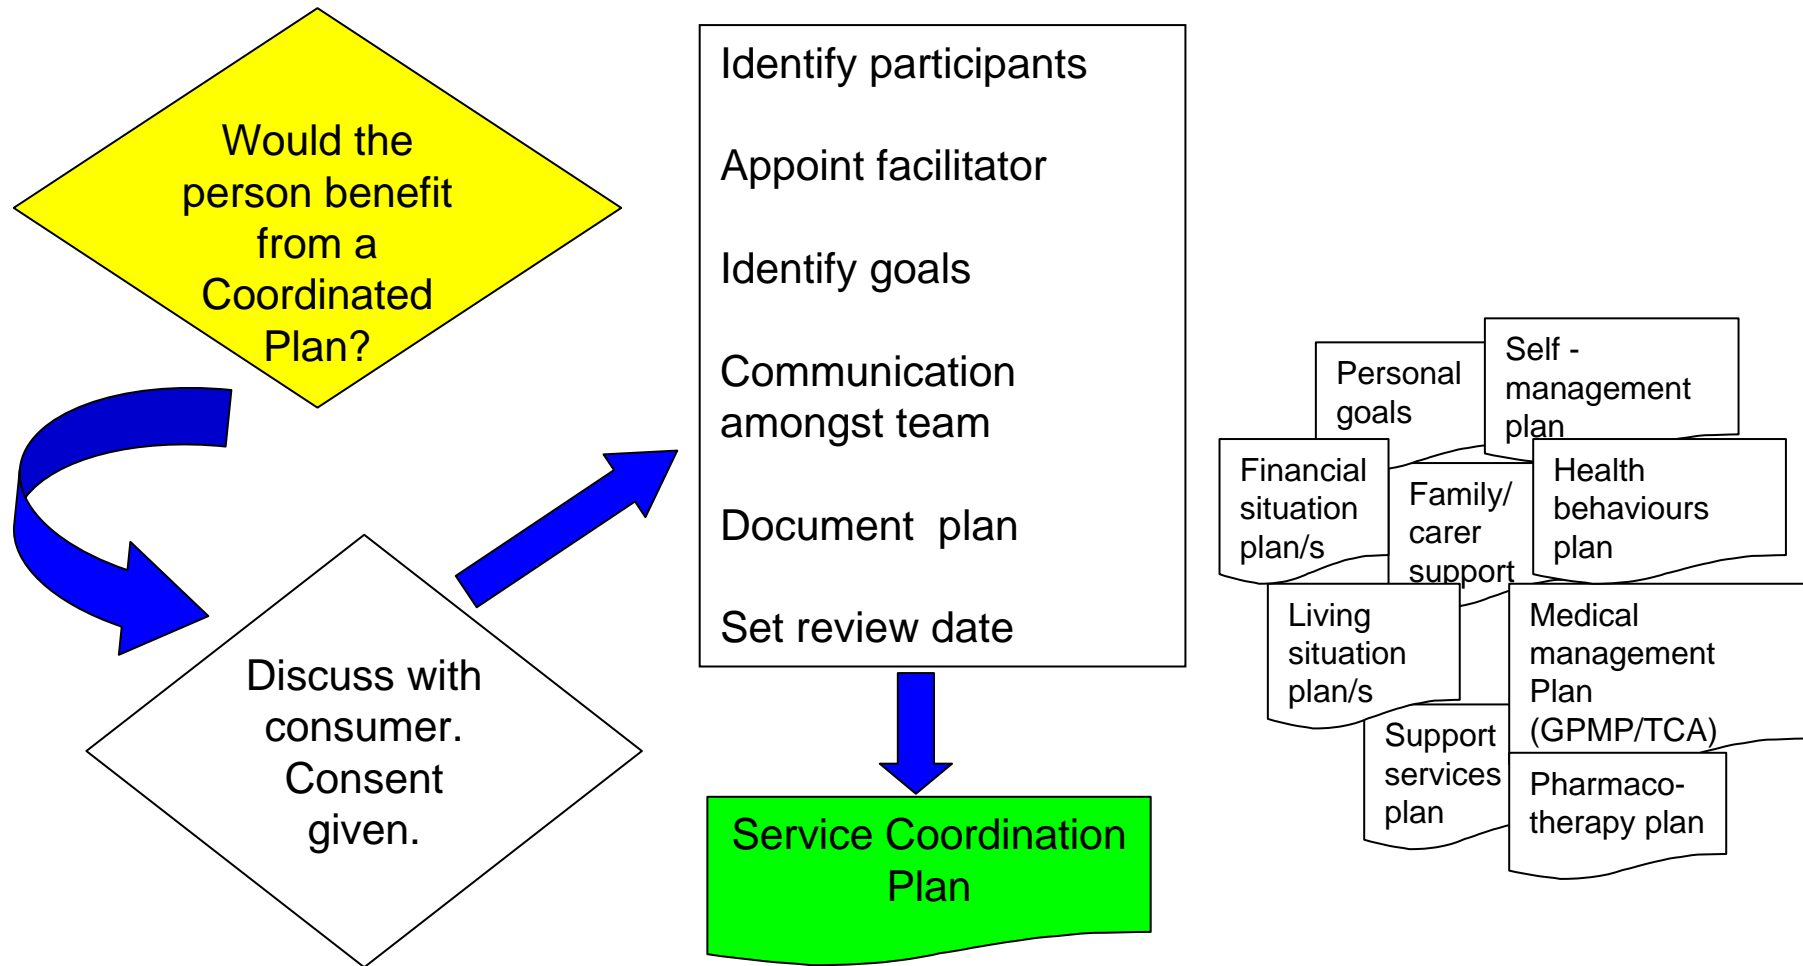 Would the
person benefit
from a
Coordinated
Plan?
Discuss with
consumer.
Consent
given.
Identify participants
Appoint facilitator
Identify goals
Communication
amongst team
Document plan
Set review date
Service Coordination
Plan
Personal
goals
Self -
management
plan
Financial
situation
plan/s
Family/
carer
support
Health
behaviours
plan
Living
situation
plan/s
Medical
management
Plan
(GPMP/TCA)
Support
services
plan
Pharmaco-
therapy plan